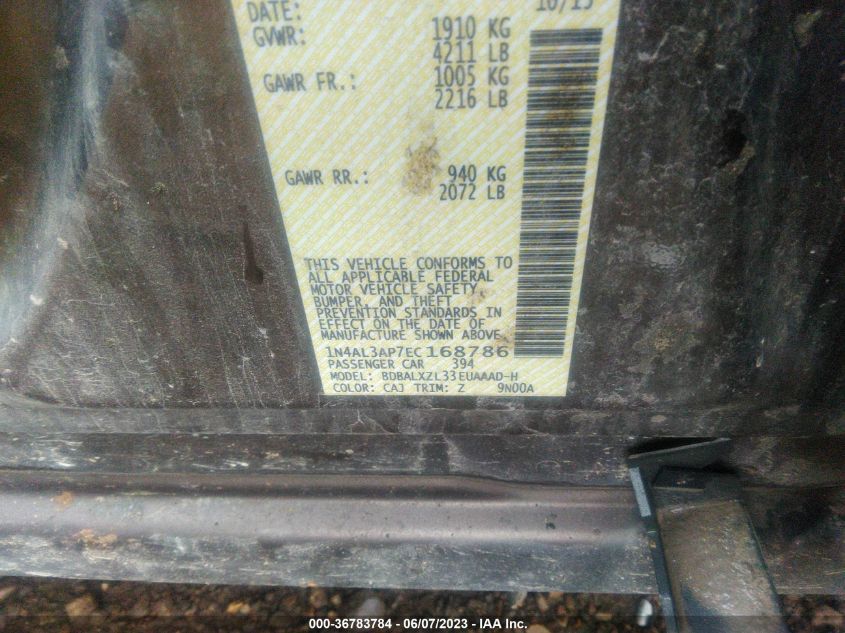 DATE: 10/13
GVWR: 1910 KG
4211 LB
GAWR FR.: 1005 KG
2216 LB
GAWR RR.: 940 KG
2072 LB
THIS VEHICLE CONFORMS TO
ALL APPLICABLE FEDERAL
MOTOR VEHICLE SAFETY,
BUMPER, AND THEFT
PREVENTION STANDARDS IN
EFFECT ON THE DATE OF
MANUFACTURE SHOWN ABOVE.
1N4AL3AP7EC168786
PASSENGER CAR 394
MODEL: BDBALXZL33EUAAAD-H
COLOR: CAJ TRIM: Z 9N00A
000-36783784 - 06/07/2023 - IAA Inc.